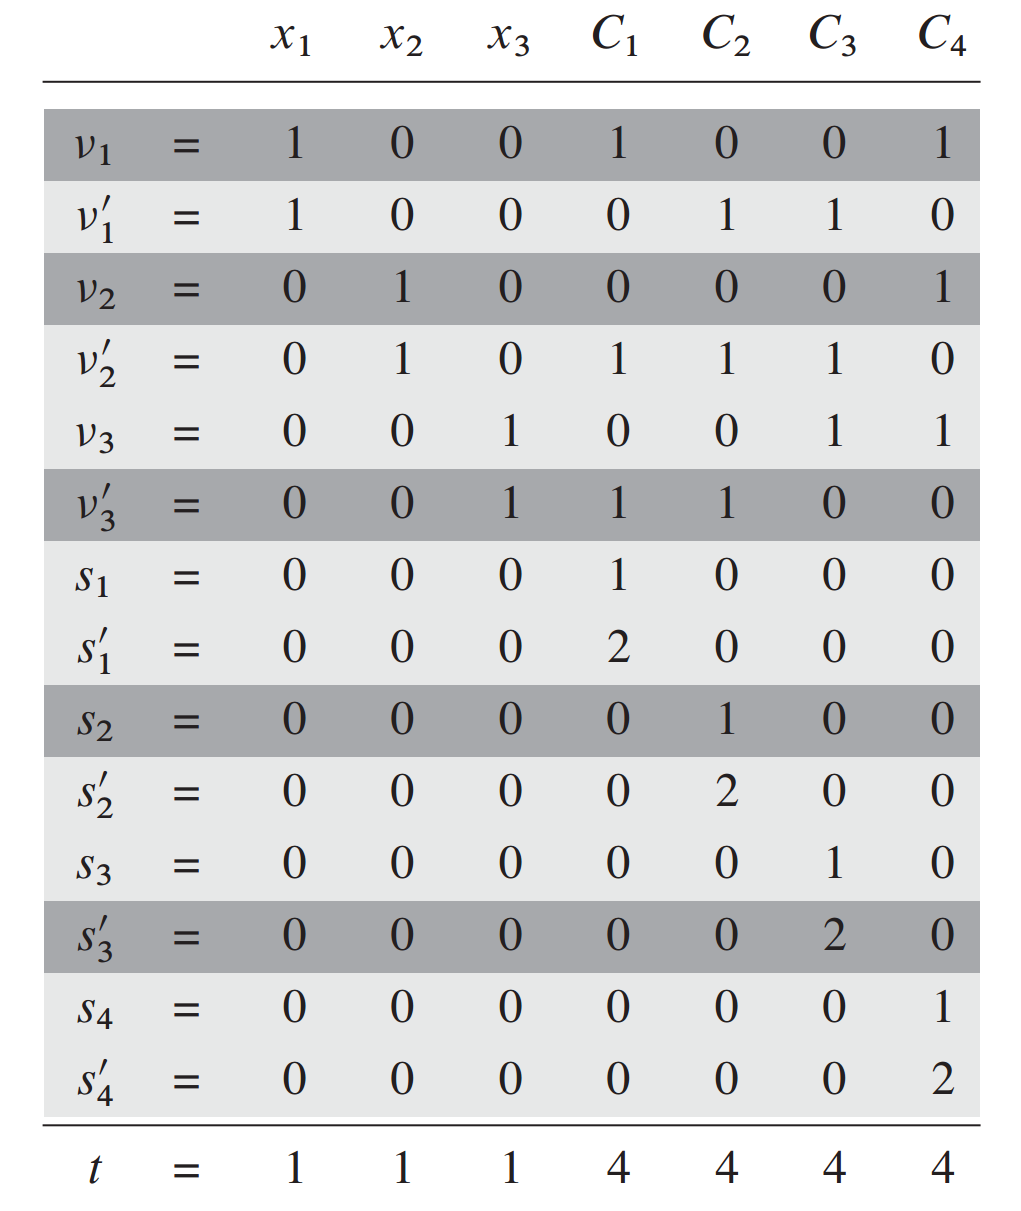 x₁ x₂ x₃ C₁ C₂ C₃ C₄
ν₁ = 1 0 0 1 0 0 1
ν′₁ = 1 0 0 0 1 1 0
ν₂ = 0 1 0 0 0 0 1
ν′₂ = 0 1 0 1 1 1 0
ν₃ = 0 0 1 0 0 1 1
ν′₃ = 0 0 1 1 1 0 0
s₁ = 0 0 0 1 0 0 0
s′₁ = 0 0 0 2 0 0 0
s₂ = 0 0 0 0 1 0 0
s′₂ = 0 0 0 0 2 0 0
s₃ = 0 0 0 0 0 1 0
s′₃ = 0 0 0 0 0 2 0
s₄ = 0 0 0 0 0 0 1
s′₄ = 0 0 0 0 0 0 2
t = 1 1 1 4 4 4 4